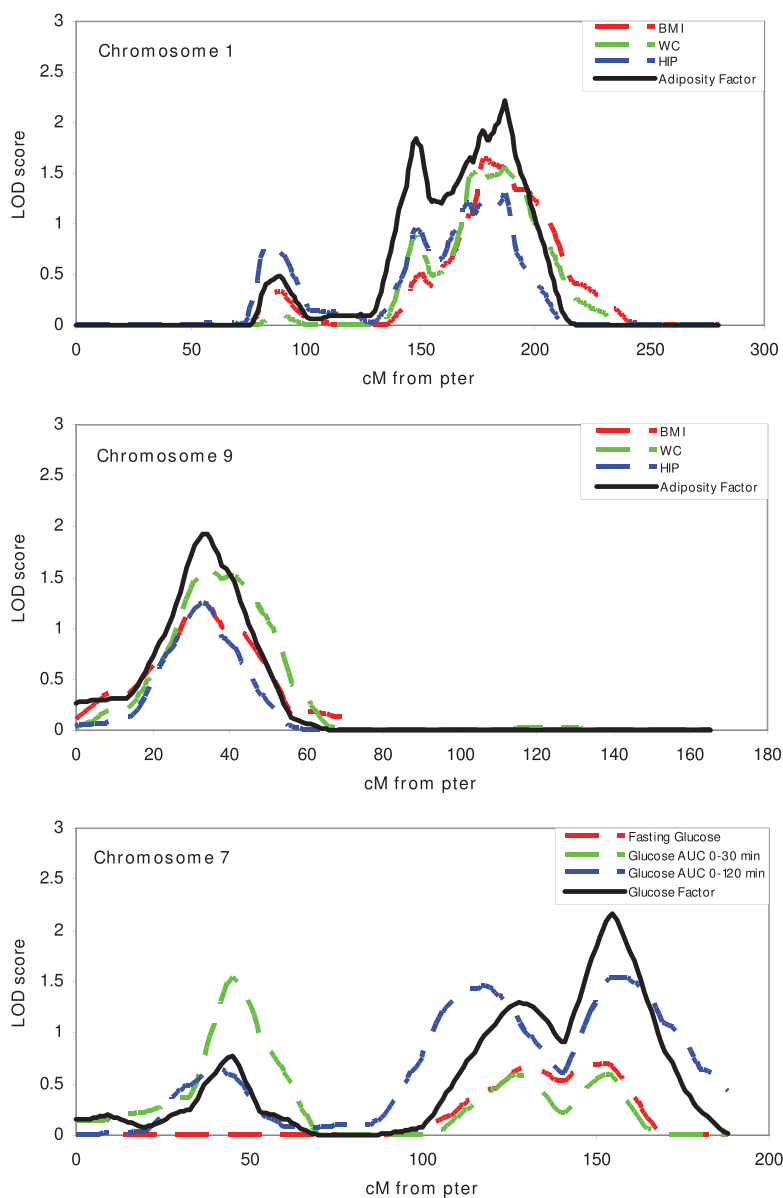 Chromosome 1
BMI
WC
HIP
Adiposity Factor
3
2.5
2
1.5
1
0.5
0
LOD score
0 50 100 150 200 250 300
cM from pter
Chromosome 9
BMI
WC
HIP
Adiposity Factor
3
2.5
2
1.5
1
0.5
0
LOD score
0 20 40 60 80 100 120 140 160 180
cM from pter
Chromosome 7
Fasting Glucose
Glucose AUC 0-30 min
Glucose AUC 0-120 min
Glucose Factor
3
2.5
2
1.5
1
0.5
0
LOD score
0 50 100 150 200
cM from pter